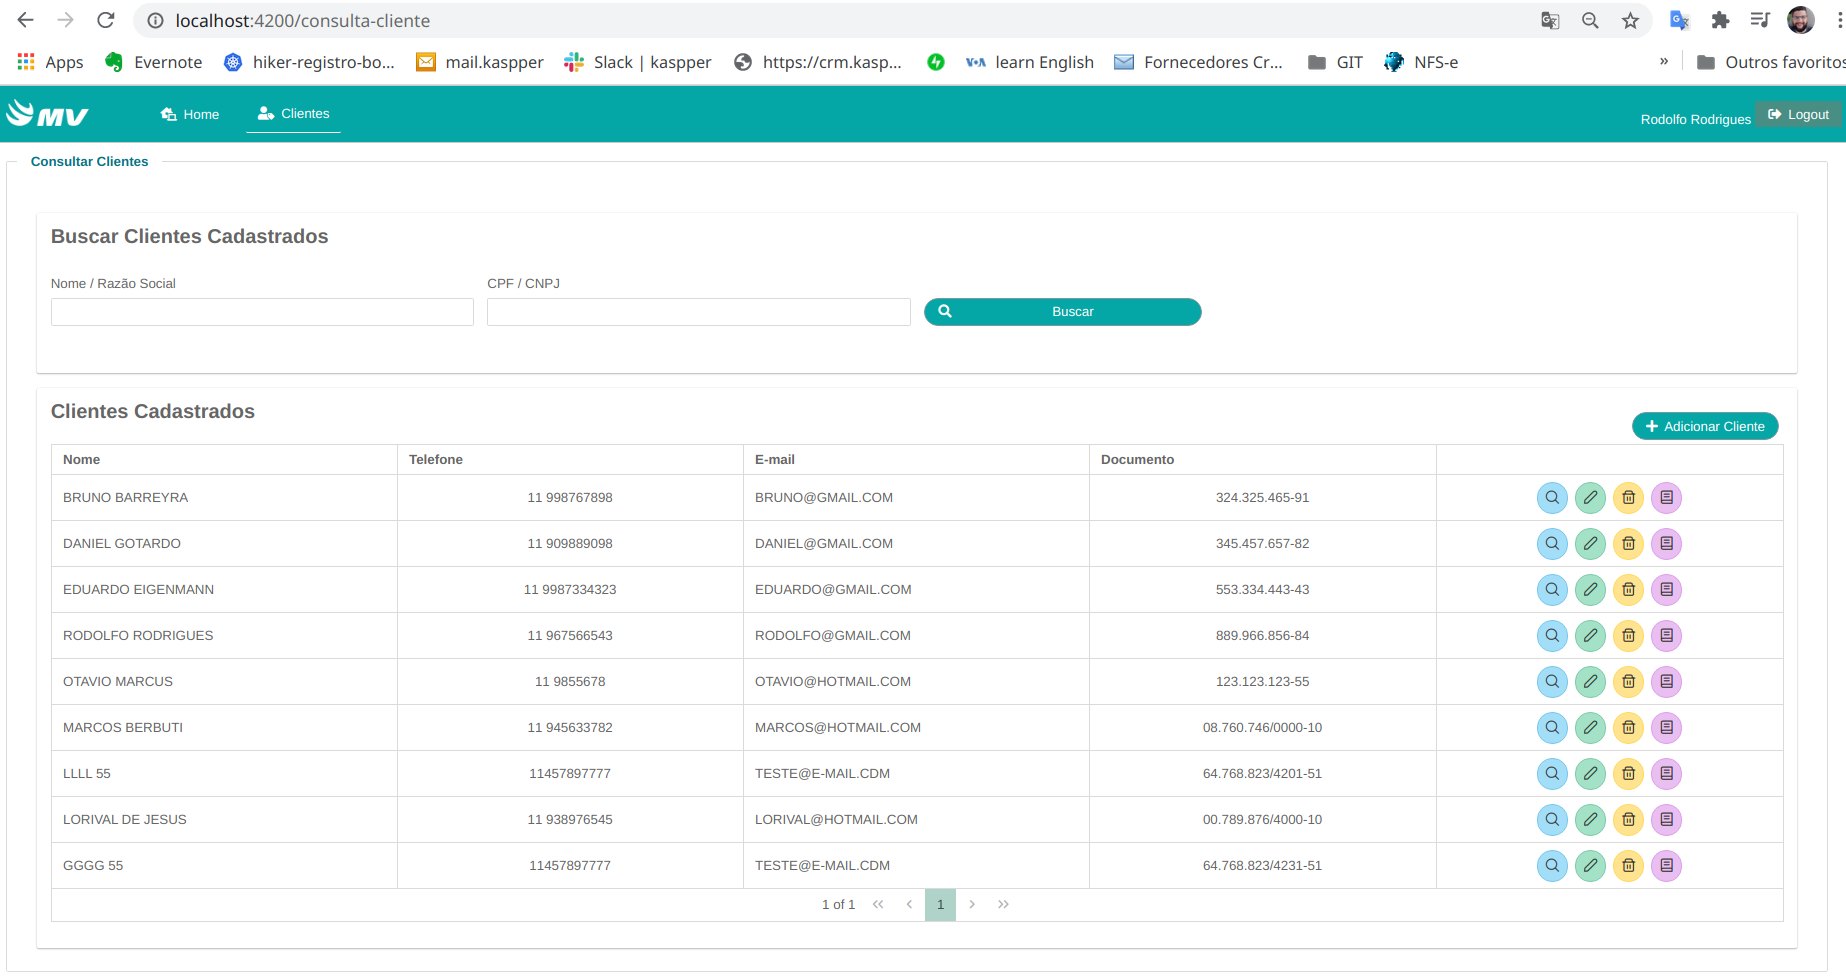 localhost:4200/consulta-cliente
Apps Evernote hiker-registro-bo... mail.kaspper Slack | kaspper https://crm.kasp... VOA learn English Fornecedores Cr... GIT NFS-e » Outros favoritos
MV Home Clientes Rodolfo Rodrigues Logout
Consultar Clientes
Buscar Clientes Cadastrados
Nome / Razão Social CPF / CNPJ
Buscar
Clientes Cadastrados
Adicionar Cliente
Nome Telefone E-mail Documento
BRUNO BARREYRA 11 998767898 BRUNO@GMAIL.COM 324.325.465-91
DANIEL GOTARDO 11 909889098 DANIEL@GMAIL.COM 345.457.657-82
EDUARDO EIGENMANN 11 9987334323 EDUARDO@GMAIL.COM 553.334.443-43
RODOLFO RODRIGUES 11 967566543 RODOLFO@GMAIL.COM 889.966.856-84
OTAVIO MARCUS 11 9855678 OTAVIO@HOTMAIL.COM 123.123.123-55
MARCOS BERBUTI 11 945633782 MARCOS@HOTMAIL.COM 08.760.746/0000-10
LLLL 55 11457897777 TESTE@E-MAIL.CDM 64.768.823/4201-51
LORIVAL DE JESUS 11 938976545 LORIVAL@HOTMAIL.COM 00.789.876/4000-10
GGGG 55 11457897777 TESTE@E-MAIL.CDM 64.768.823/4231-51
1 of 1 1